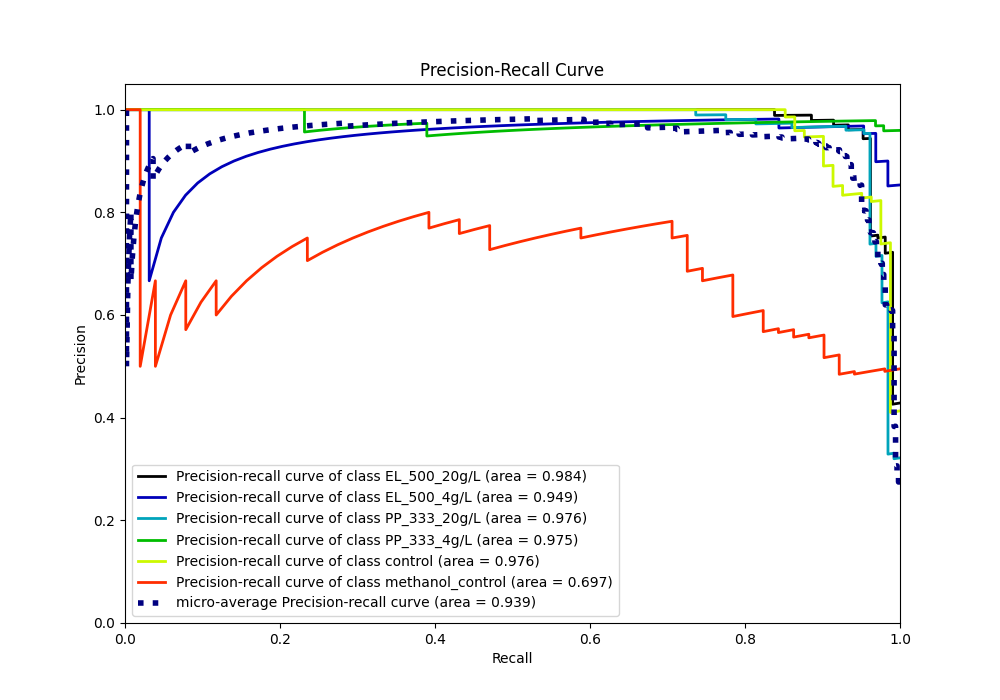 Precision-Recall Curve
1.0
0.8
0.6
0.4
0.2
0.0
Precision
Precision-recall curve of class EL_500_20g/L (area = 0.984)
Precision-recall curve of class EL_500_4g/L (area = 0.949)
Precision-recall curve of class PP_333_20g/L (area = 0.976)
Precision-recall curve of class PP_333_4g/L (area = 0.975)
Precision-recall curve of class control (area = 0.976)
Precision-recall curve of class methanol_control (area = 0.697)
micro-average Precision-recall curve (area = 0.939)
0.0 0.2 0.4 0.6 0.8 1.0
Recall